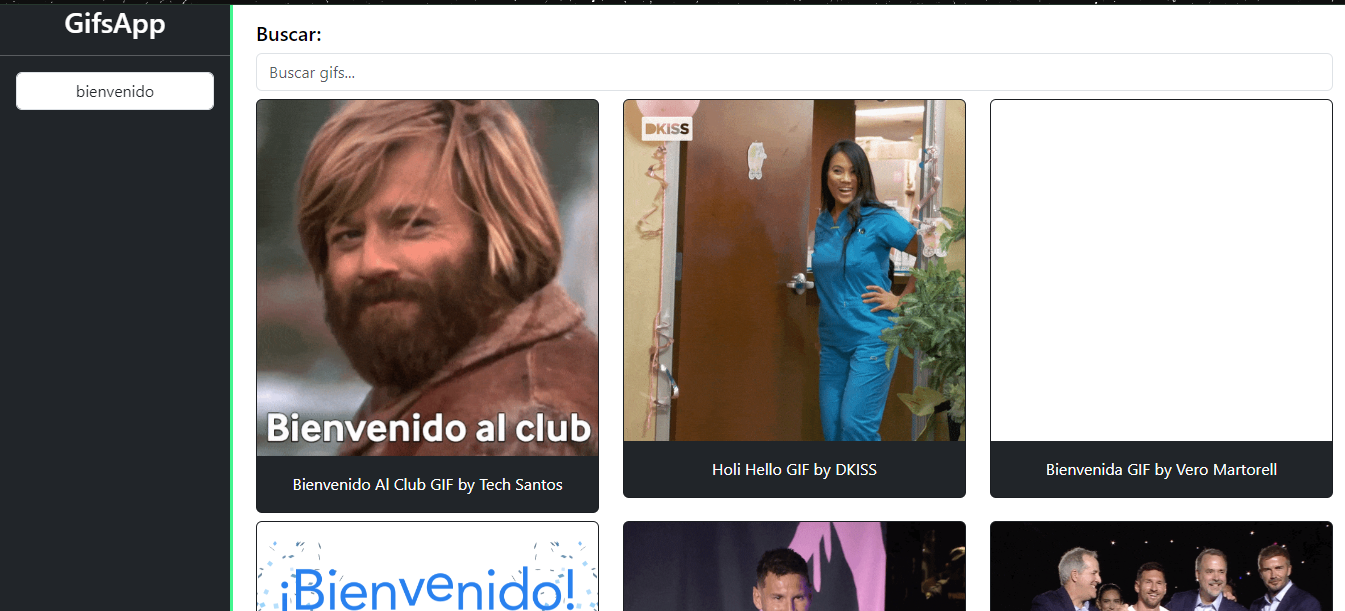 GifsApp
bienvenido
Buscar:
Buscar gifs...
Bienvenido al club
Bienvenido Al Club GIF by Tech Santos
DKISS
Holi Hello GIF by DKISS
Bienvenida GIF by Vero Martorell
¡Bienvenido!